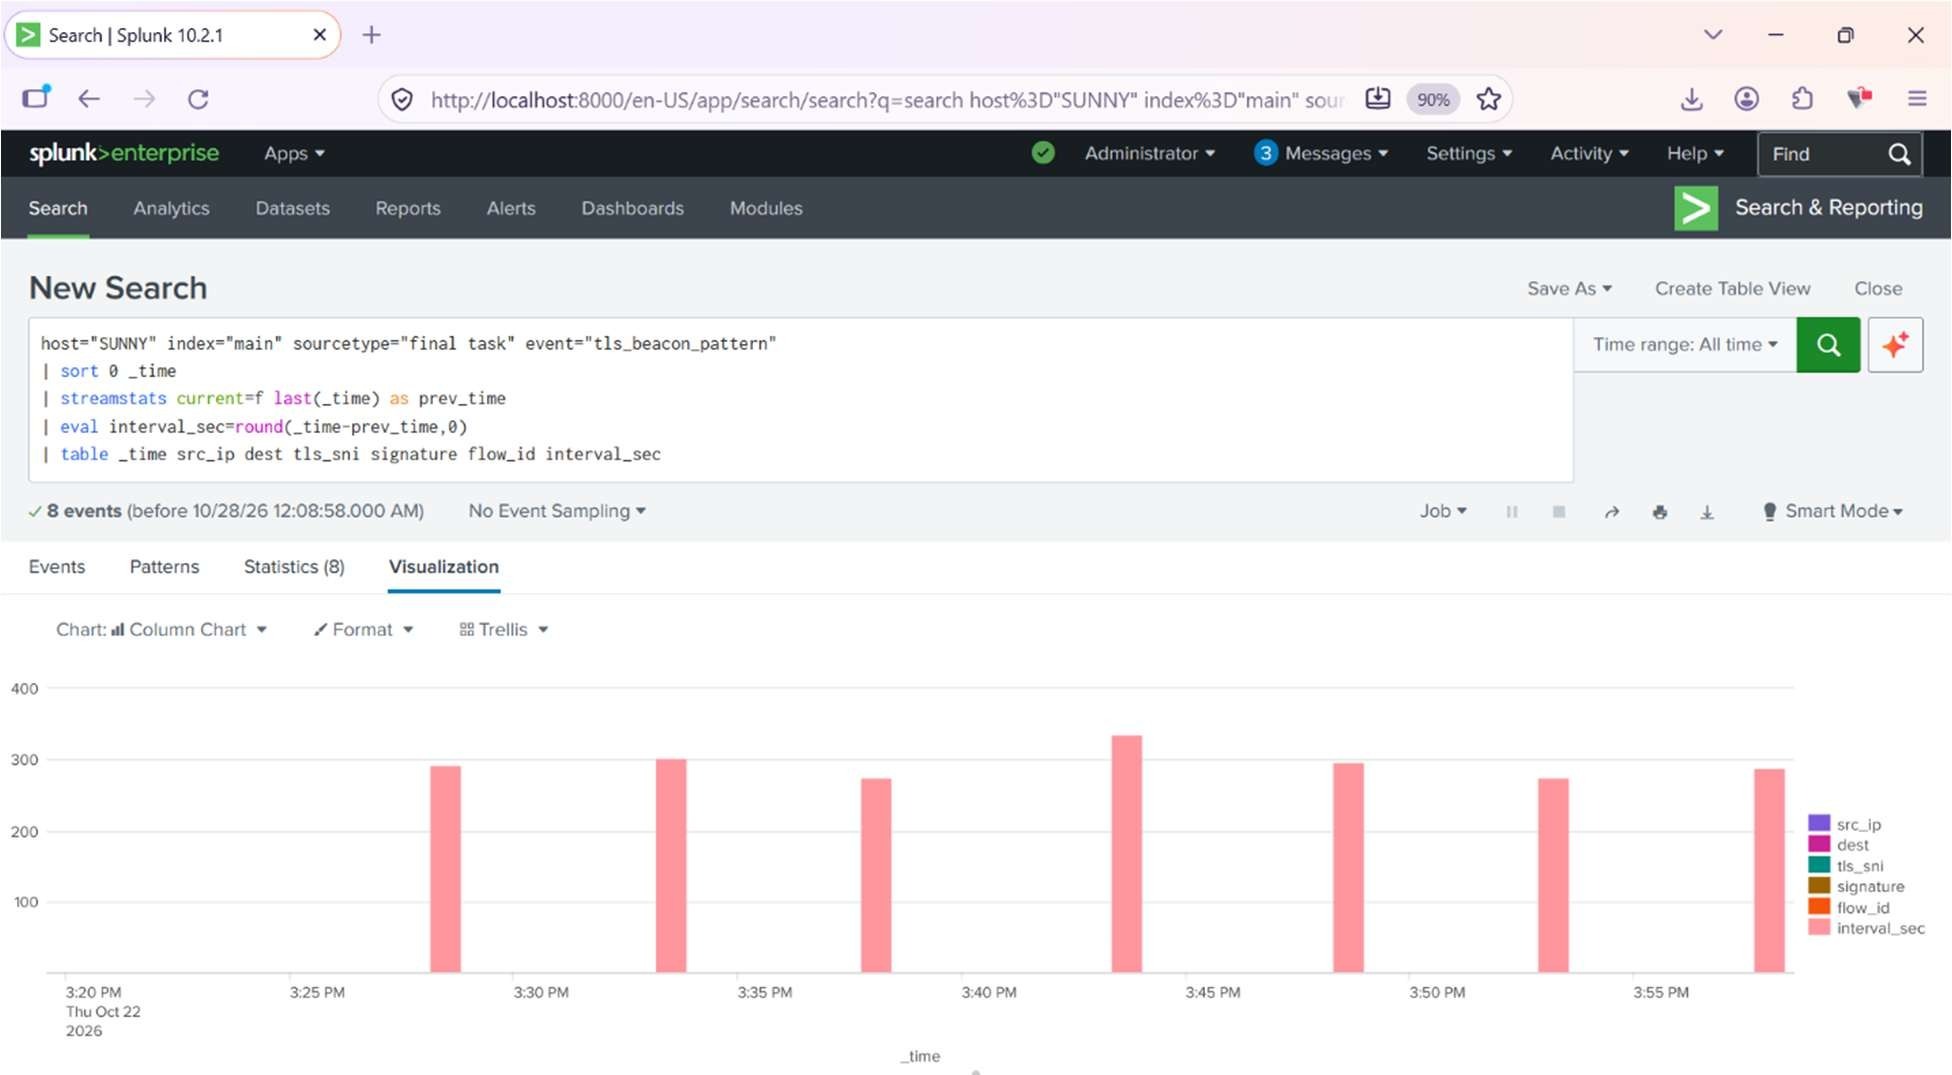 Search | Splunk 10.2.1
http://localhost:8000/en-US/app/search/search?q=search host%3D"SUNNY" index%3D"main" sour
90%
splunk>enterprise Apps Administrator 3 Messages Settings Activity Help Find
Search Analytics Datasets Reports Alerts Dashboards Modules Search & Reporting
New Search Save As Create Table View Close
host="SUNNY" index="main" sourcetype="final task" event="tls_beacon_pattern"
| sort 0 _time
| streamstats current=f last(_time) as prev_time
| eval interval_sec=round(_time-prev_time,0)
| table _time src_ip dest tls_sni signature flow_id interval_sec
Time range: All time
8 events (before 10/28/26 12:08:58.000 AM) No Event Sampling Job Smart Mode
Events Patterns Statistics (8) Visualization
Chart: Column Chart Format Trellis
400
300
200
100
src_ip
dest
tls_sni
signature
flow_id
interval_sec
3:20 PM 3:25 PM 3:30 PM 3:35 PM 3:40 PM 3:45 PM 3:50 PM 3:55 PM
Thu Oct 22
2026
_time